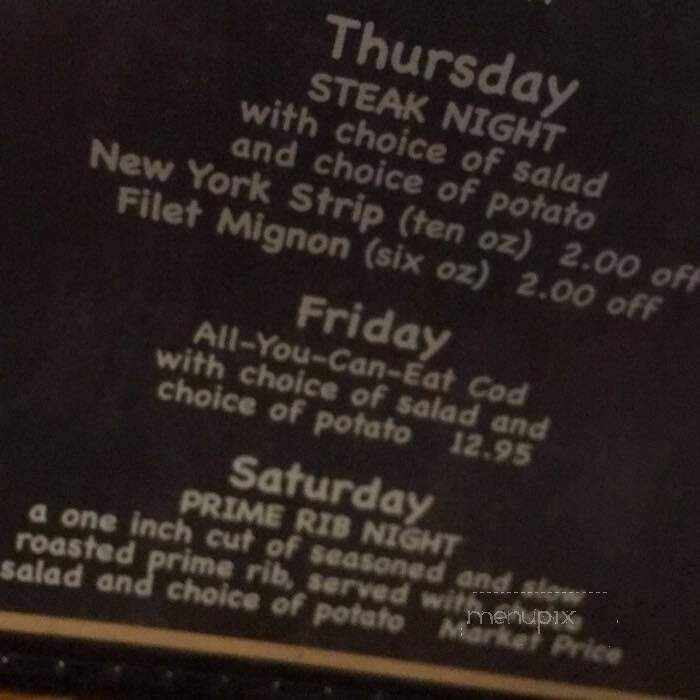 Thursday
STEAK NIGHT
with choice of salad
and choice of potato
New York Strip (ten oz) 2.00 off
Filet Mignon (six oz) 2.00 off
Friday
All-You-Can-Eat Cod
with choice of salad and
choice of potato 12.95
Saturday
PRIME RIB NIGHT
a one inch cut of seasoned and slow
roasted prime rib, served with
salad and choice of potato Market Price
menupix